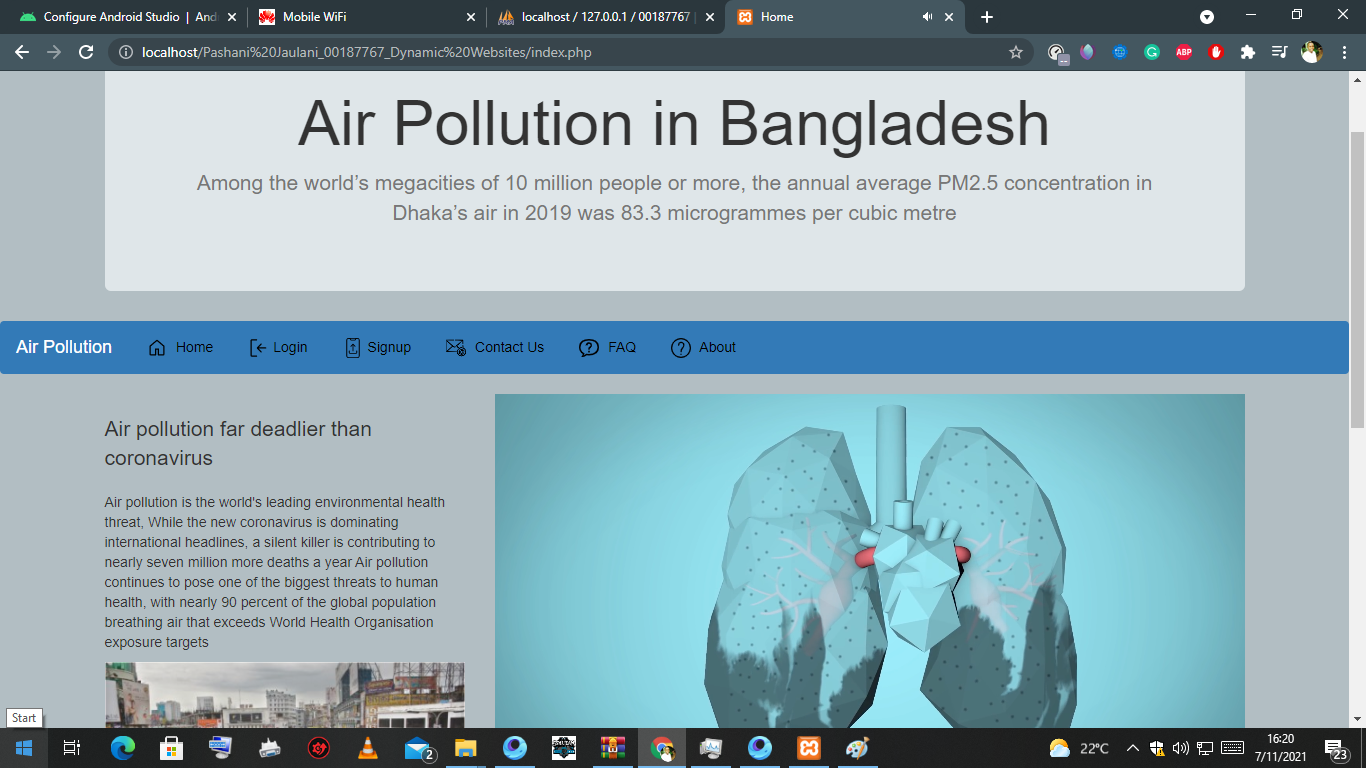 Configure Android Studio | And
Mobile WiFi
localhost / 127.0.0.1 / 00187767
Home
localhost/Pashani%20Jaulani_00187767_Dynamic%20Websites/index.php
ABP
Air Pollution in Bangladesh
Among the world’s megacities of 10 million people or more, the annual average PM2.5 concentration in
Dhaka’s air in 2019 was 83.3 microgrammes per cubic metre
Air Pollution
Home
Login
Signup
Contact Us
FAQ
About
Air pollution far deadlier than
coronavirus
Air pollution is the world's leading environmental health
threat, While the new coronavirus is dominating
international headlines, a silent killer is contributing to
nearly seven million more deaths a year Air pollution
continues to pose one of the biggest threats to human
health, with nearly 90 percent of the global population
breathing air that exceeds World Health Organisation
exposure targets
Start
2
22°C
16:20
7/11/2021
23